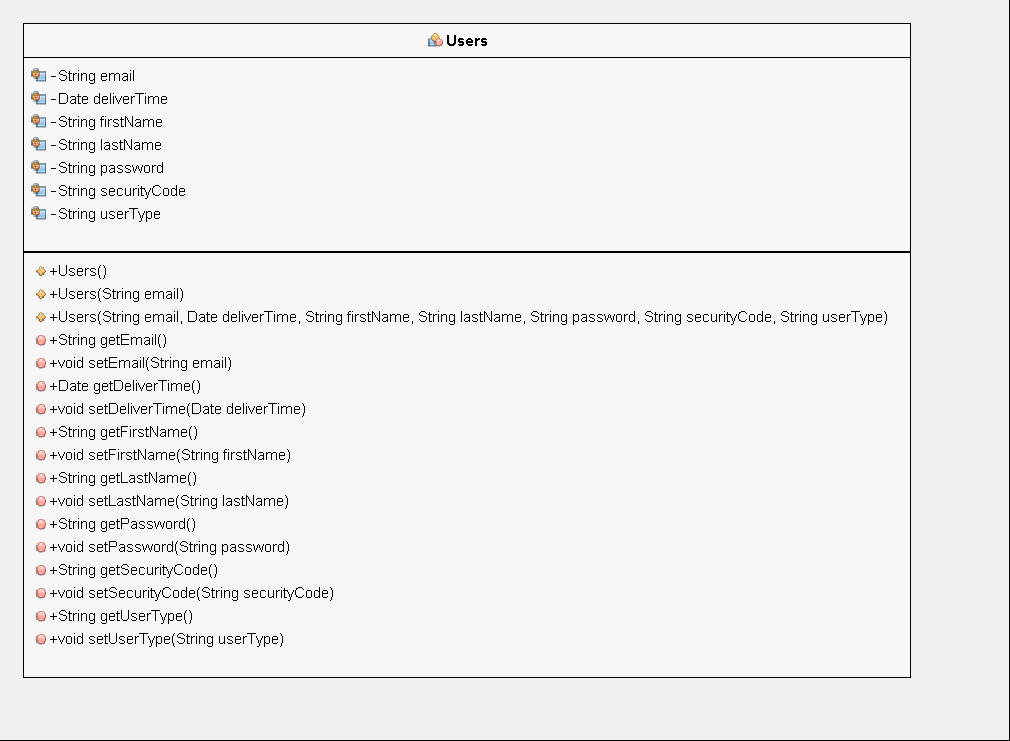 Users
-String email
-Date deliverTime
-String firstName
-String lastName
-String password
-String securityCode
-String userType
+Users()
+Users(String email)
+Users(String email, Date deliverTime, String firstName, String lastName, String password, String securityCode, String userType)
+String getEmail()
+void setEmail(String email)
+Date getDeliverTime()
+void setDeliverTime(Date deliverTime)
+String getFirstName()
+void setFirstName(String firstName)
+String getLastName()
+void setLastName(String lastName)
+String getPassword()
+void setPassword(String password)
+String getSecurityCode()
+void setSecurityCode(String securityCode)
+String getUserType()
+void setUserType(String userType)